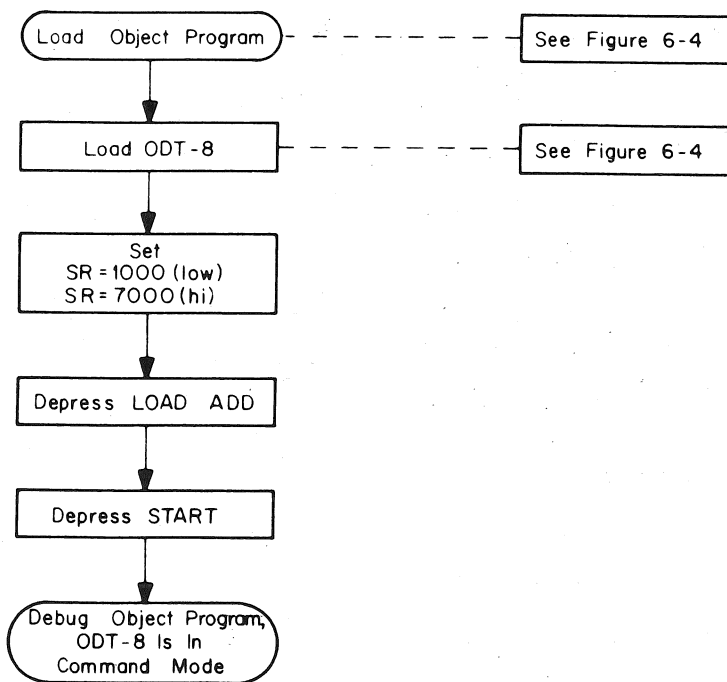 Load Object Program
See Figure 6-4
Load ODT-8
See Figure 6-4
Set
SR=1000 (low)
SR=7000 (hi)
Depress LOAD ADD
Depress START
Debug Object Program,
ODT-8 Is In
Command Mode